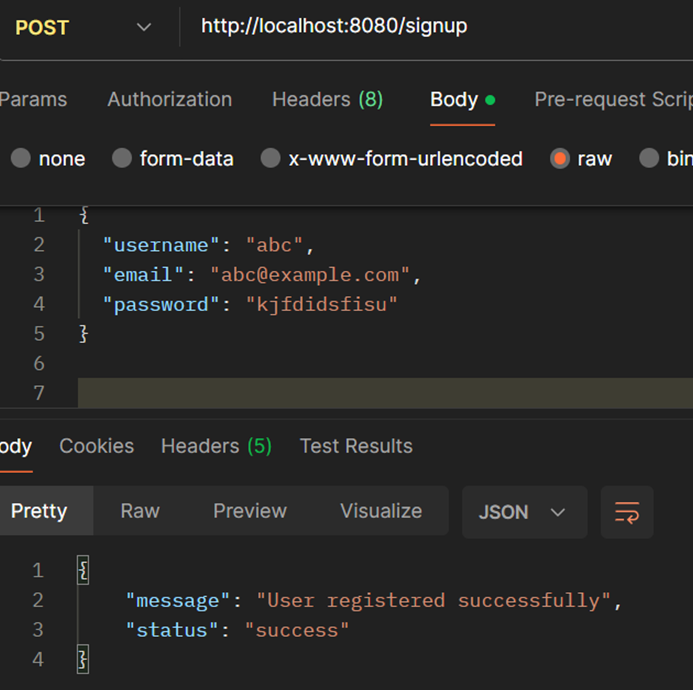 POST http://localhost:8080/signup
Params Authorization Headers (8) Body Pre-request Scrip
none form-data x-www-form-urlencoded raw bin
1 {
2 "username": "abc",
3 "email": "abc@example.com",
4 "password": "kjfdidsfisu"
5 }
6
7
ody Cookies Headers (5) Test Results
Pretty Raw Preview Visualize JSON
1 {
2 "message": "User registered successfully",
3 "status": "success"
4 }